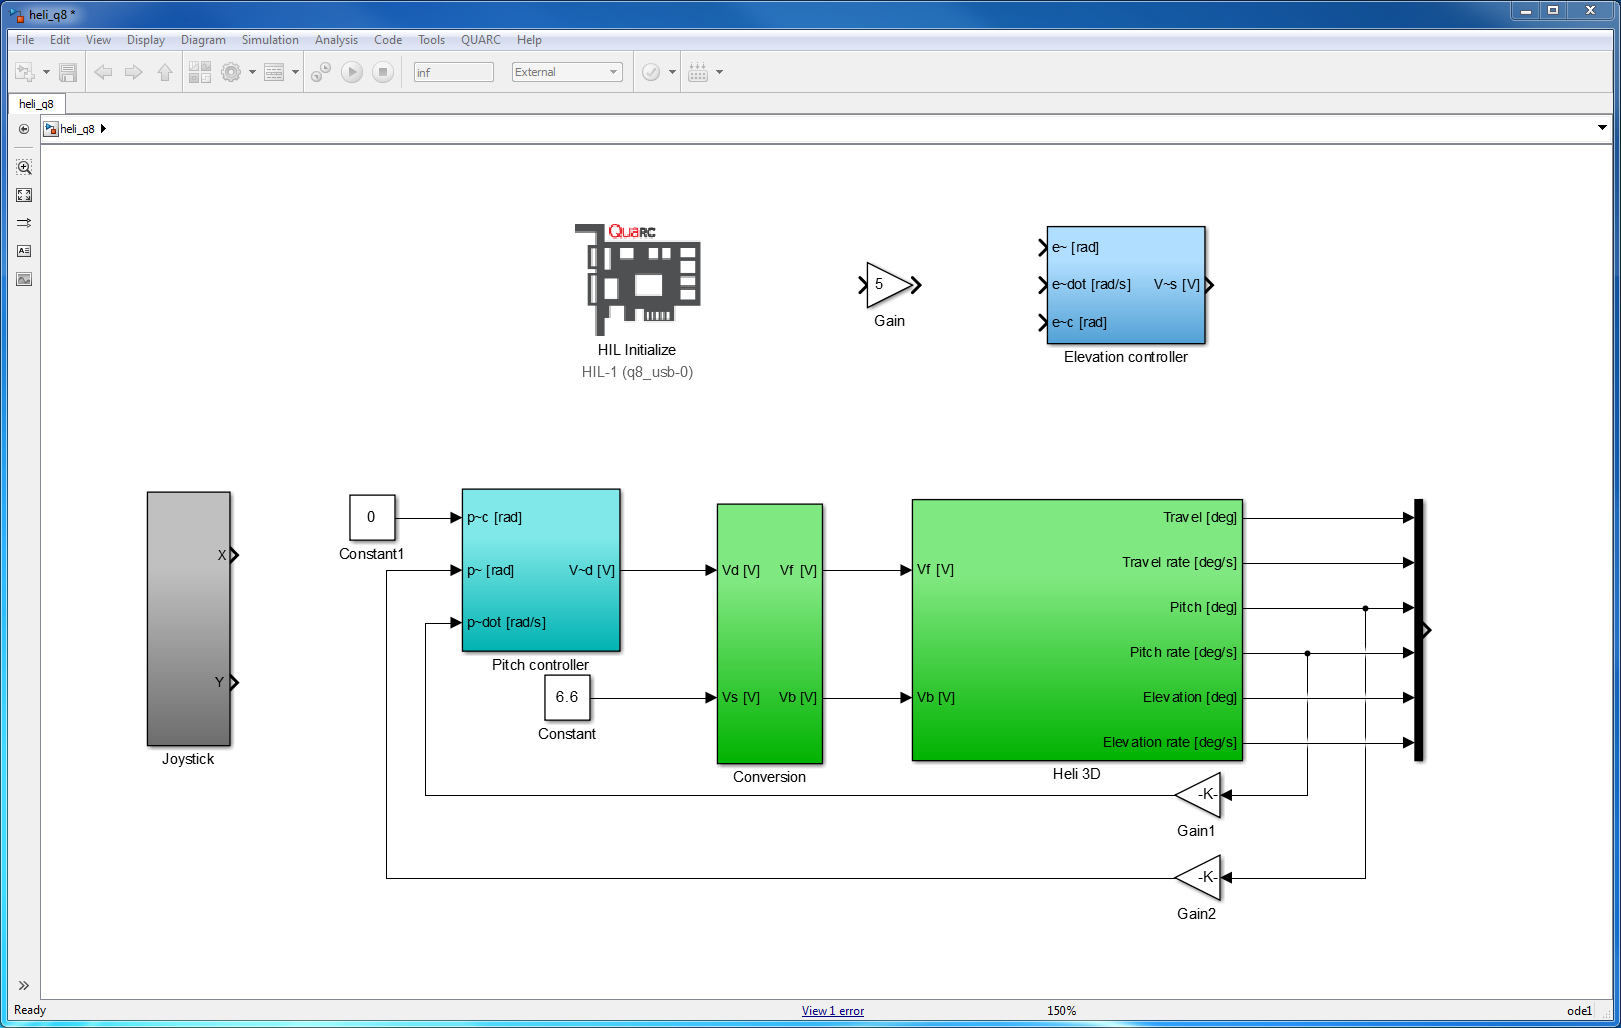 heli_q8 *
File Edit View Display Diagram Simulation Analysis Code Tools QUARC Help
inf External
heli_q8
heli_q8
QUARC
HIL Initialize
HIL-1 (q8_usb-0)
5
Gain
e~ [rad]
e~dot [rad/s] V~s [V]
e~c [rad]
Elevation controller
X
Y
Joystick
0
Constant1
p~c [rad]
p~ [rad] V~d [V]
p~dot [rad/s]
Pitch controller
6.6
Constant
Vd [V] Vf [V]
Vs [V] Vb [V]
Conversion
Travel [deg]
Travel rate [deg/s]
Vf [V]
Pitch [deg]
Pitch rate [deg/s]
Vb [V] Elevation [deg]
Elevation rate [deg/s]
Heli 3D
-K-
Gain1
-K-
Gain2
Ready View 1 error 150% ode1